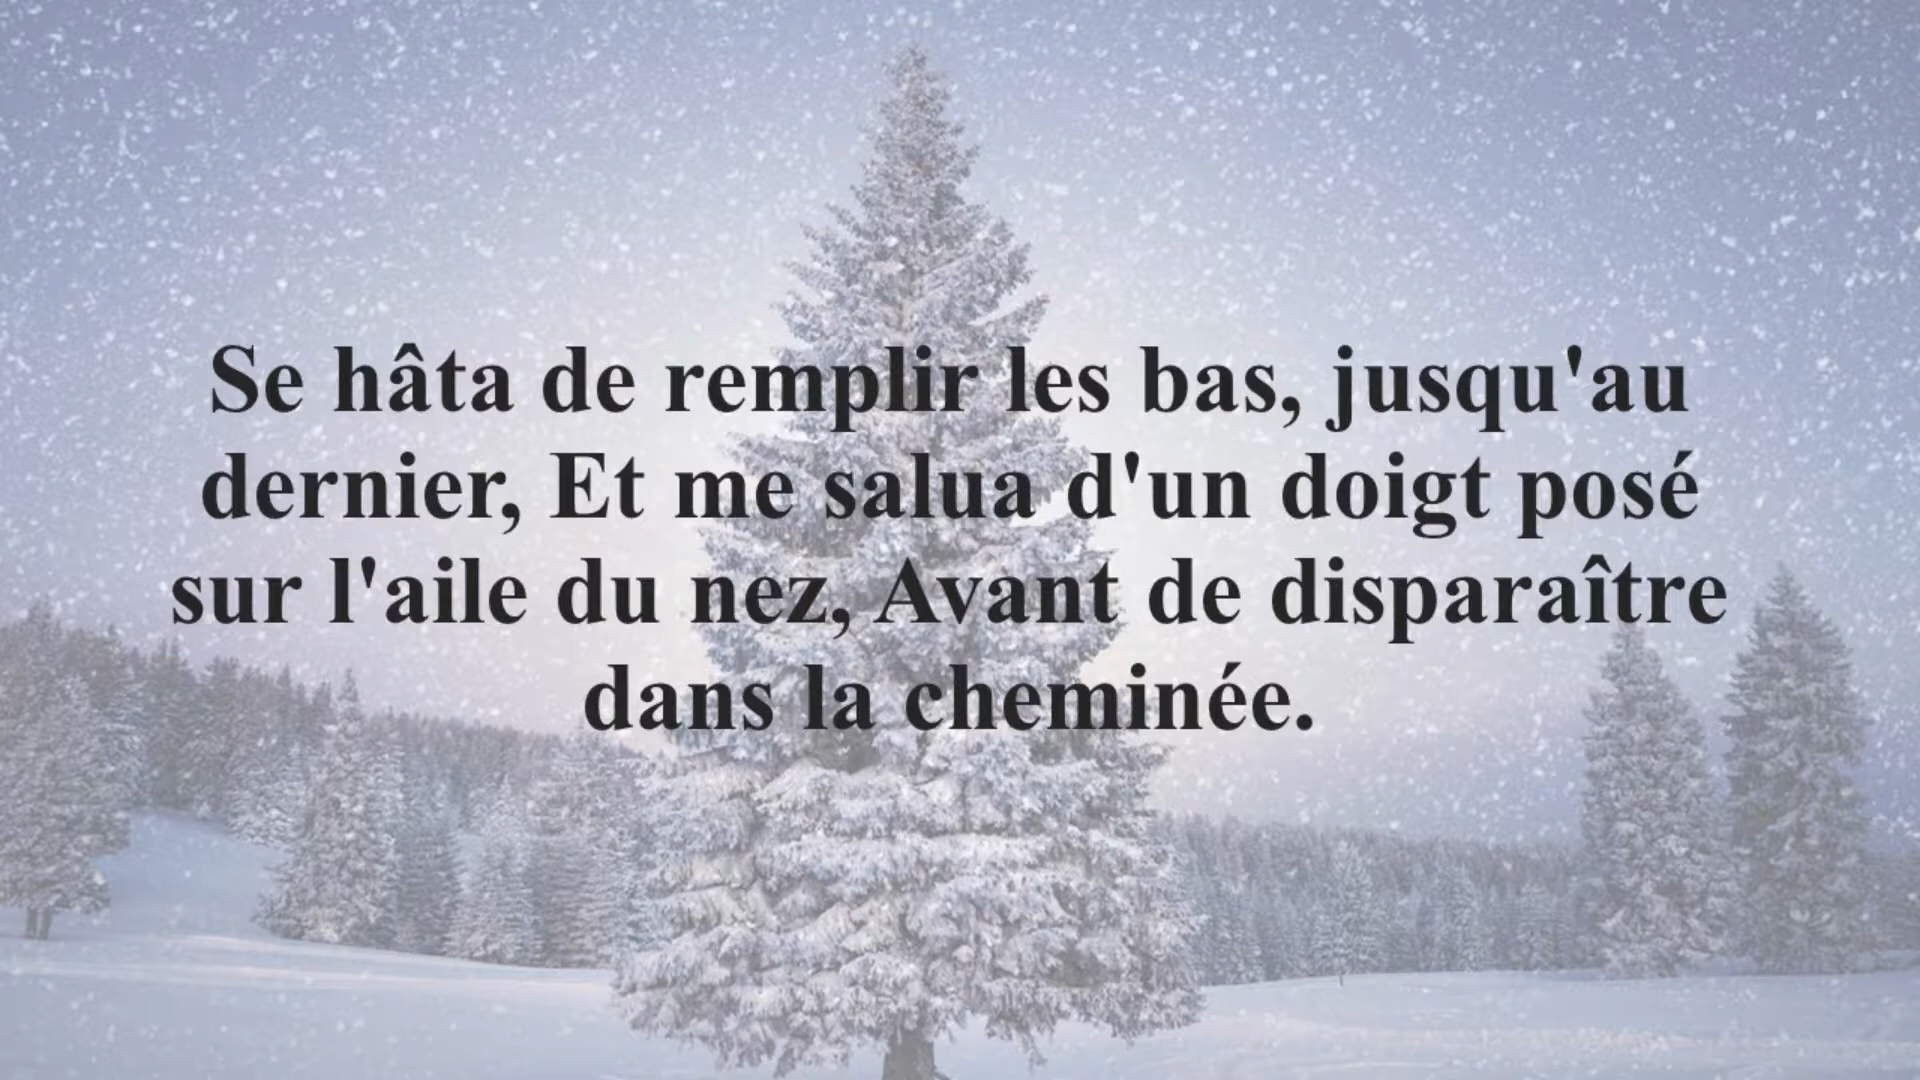 Se hâta de remplir les bas, jusqu'au
dernier, Et me salua d'un doigt posé
sur l'aile du nez, Avant de disparaître
dans la cheminée.